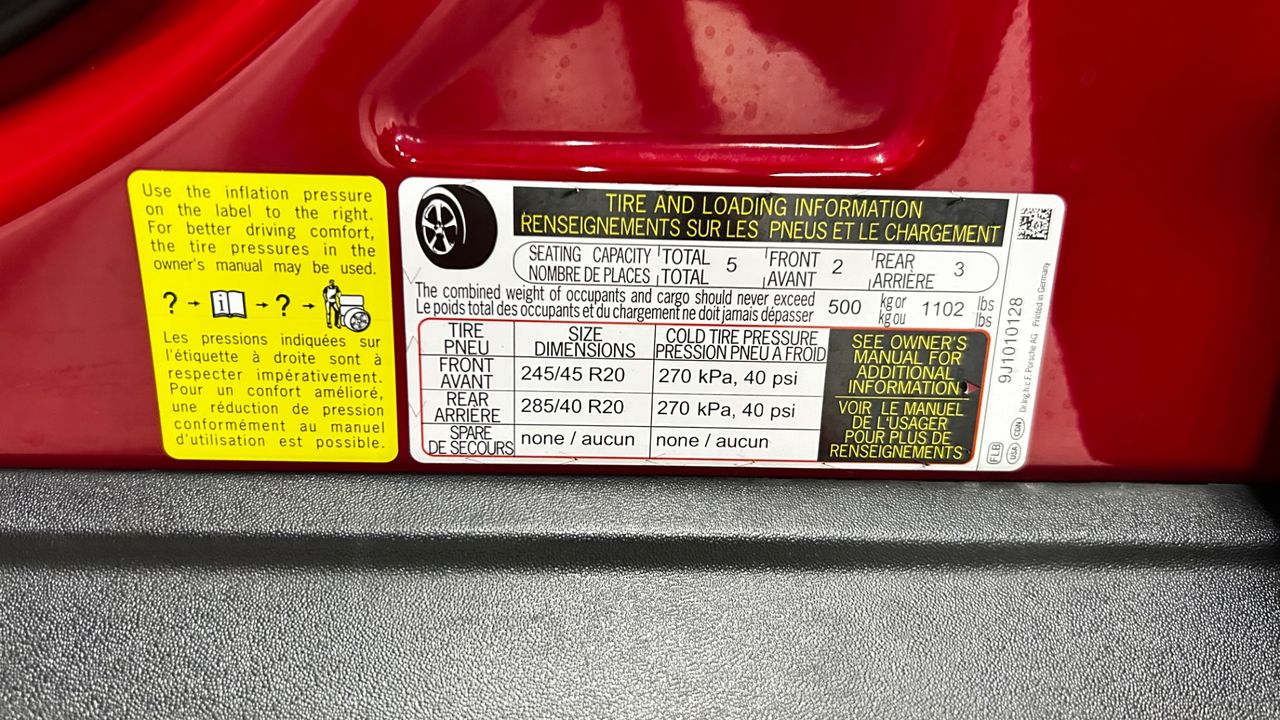 Use the inflation pressure
on the label to the right.
For better driving comfort,
the tire pressures in the
owner's manual may be used.
? → i → ? →
Les pressions indiquées sur
l'étiquette à droite sont à
respecter impérativement.
Pour un confort amélioré,
une réduction de pression
conformément au manuel
d'utilisation est possible.
TIRE AND LOADING INFORMATION
RENSEIGNEMENTS SUR LES PNEUS ET LE CHARGEMENT
SEATING CAPACITY TOTAL 5 FRONT 2 REAR 3
NOMBRE DE PLACES TOTAL AVANT ARRIÈRE
The combined weight of occupants and cargo should never exceed 500 kg or 1102 lbs
Le poids total des occupants et du chargement ne doit jamais dépasser kg ou lbs
TIRE SIZE COLD TIRE PRESSURE
PNEU DIMENSIONS PRESSION PNEU A FROID
FRONT 245/45 R20 270 kPa, 40 psi
AVANT
REAR 285/40 R20 270 kPa, 40 psi
ARRIÈRE
SPARE none / aucun none / aucun
DE SECOURS
SEE OWNER'S
MANUAL FOR
ADDITIONAL
INFORMATION
VOIR LE MANUEL
DE L'USAGER
POUR PLUS DE
RENSEIGNEMENTS
9J1010128
FLB
USA CDN Dr.Ing.h.c.F. Porsche AG Printed in Germany